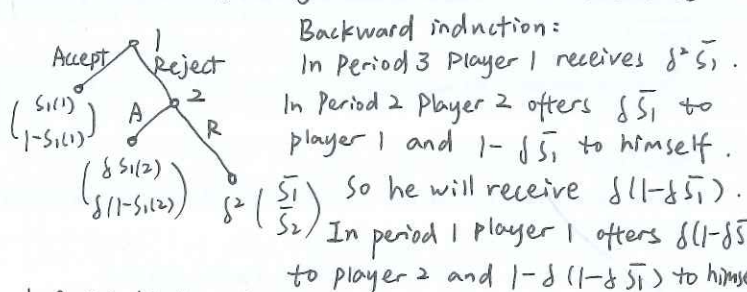 Backward induction:
In Period 3 Player 1 receives δ² S̄₁.
In Period 2 Player 2 offers δS̄₁ to
player 1 and 1-δS̄₁ to himself.
So he will receive δ(1-δS̄₁).
In period 1 player 1 offers δ(1-δS̄
to player 2 and 1-δ(1-δS̄₁) to himse
1
Accept
Reject
S₁(1)
1-S₁(1)
2
A
R
δS₁(2)
δ(1-S₁(2))
δ² (S̄₁
S̄₂)